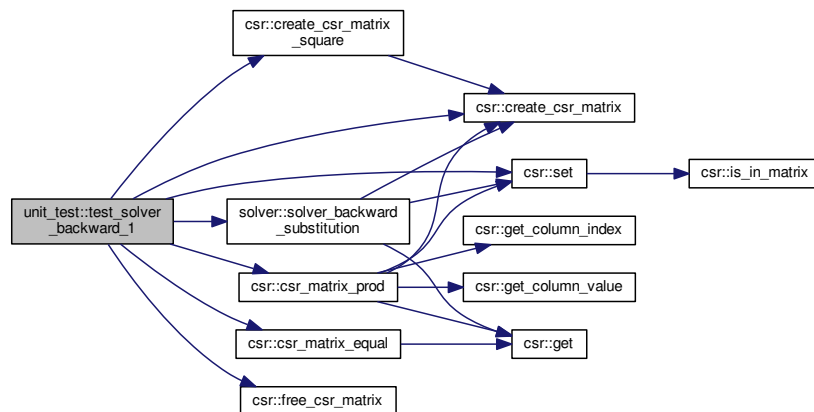 csr::create_csr_matrix
_square
csr::create_csr_matrix
csr::set
csr::is_in_matrix
unit_test::test_solver
_backward_1
solver::solver_backward
_substitution
csr::get_column_index
csr::csr_matrix_prod
csr::get_column_value
csr::csr_matrix_equal
csr::get
csr::free_csr_matrix